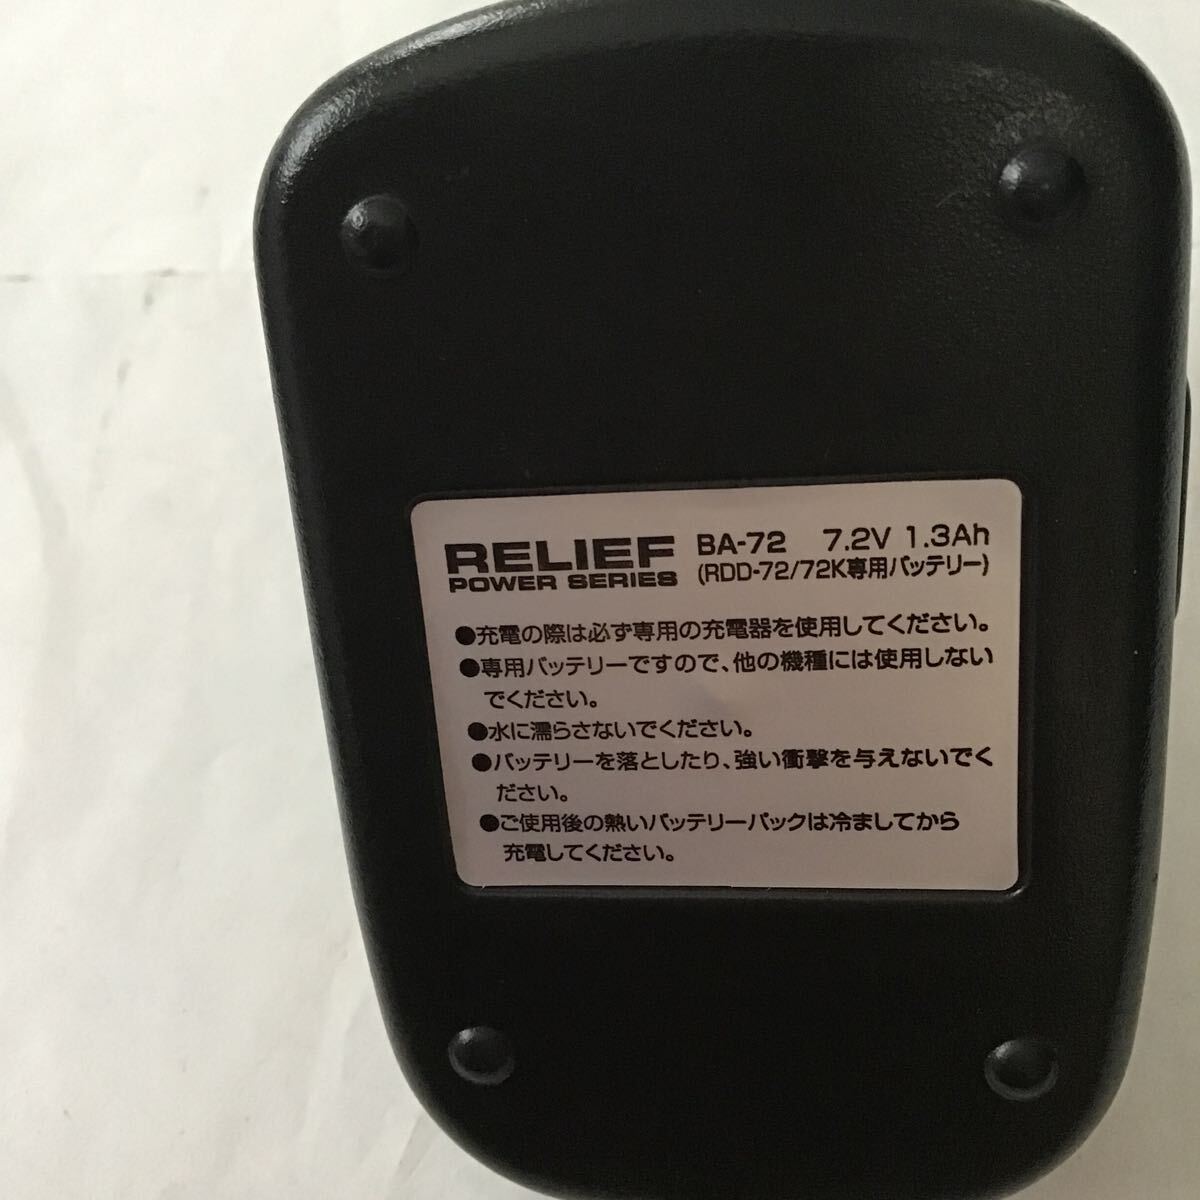 RELIEF
POWER SERIES
BA-72 7.2V 1.3Ah
(RDD-72/72K専用バッテリー)
●充電の際は必ず専用の充電器を使用してください。
●専用バッテリーですので、他の機種には使用しない
でください。
●水に濡らさないでください。
●バッテリーを落としたり、強い衝撃を与えないでく
ださい。
●ご使用後の熱いバッテリーパックは冷ましてから
充電してください。